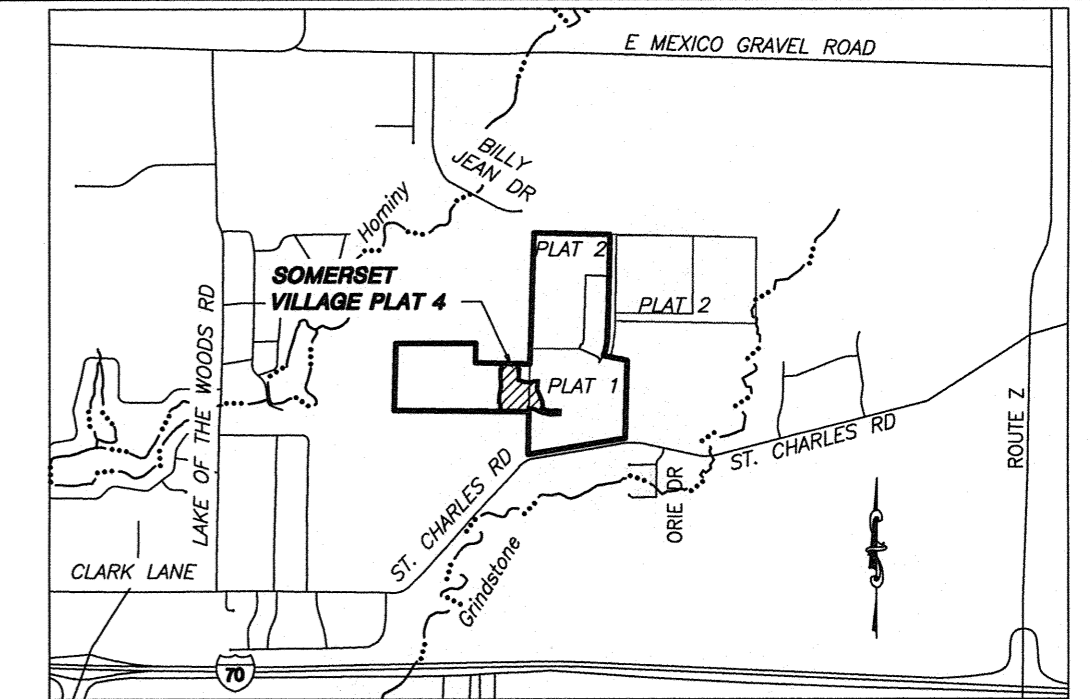 E MEXICO GRAVEL ROAD
BILLY
JEAN DR
Hominy
PLAT 2
SOMERSET
VILLAGE PLAT 4
PLAT 2
LAKE OF THE WOODS RD
PLAT 1
ROUTE Z
ST. CHARLES RD
ST. CHARLES RD
ORIE DR
CLARK LANE
Grindstone
70